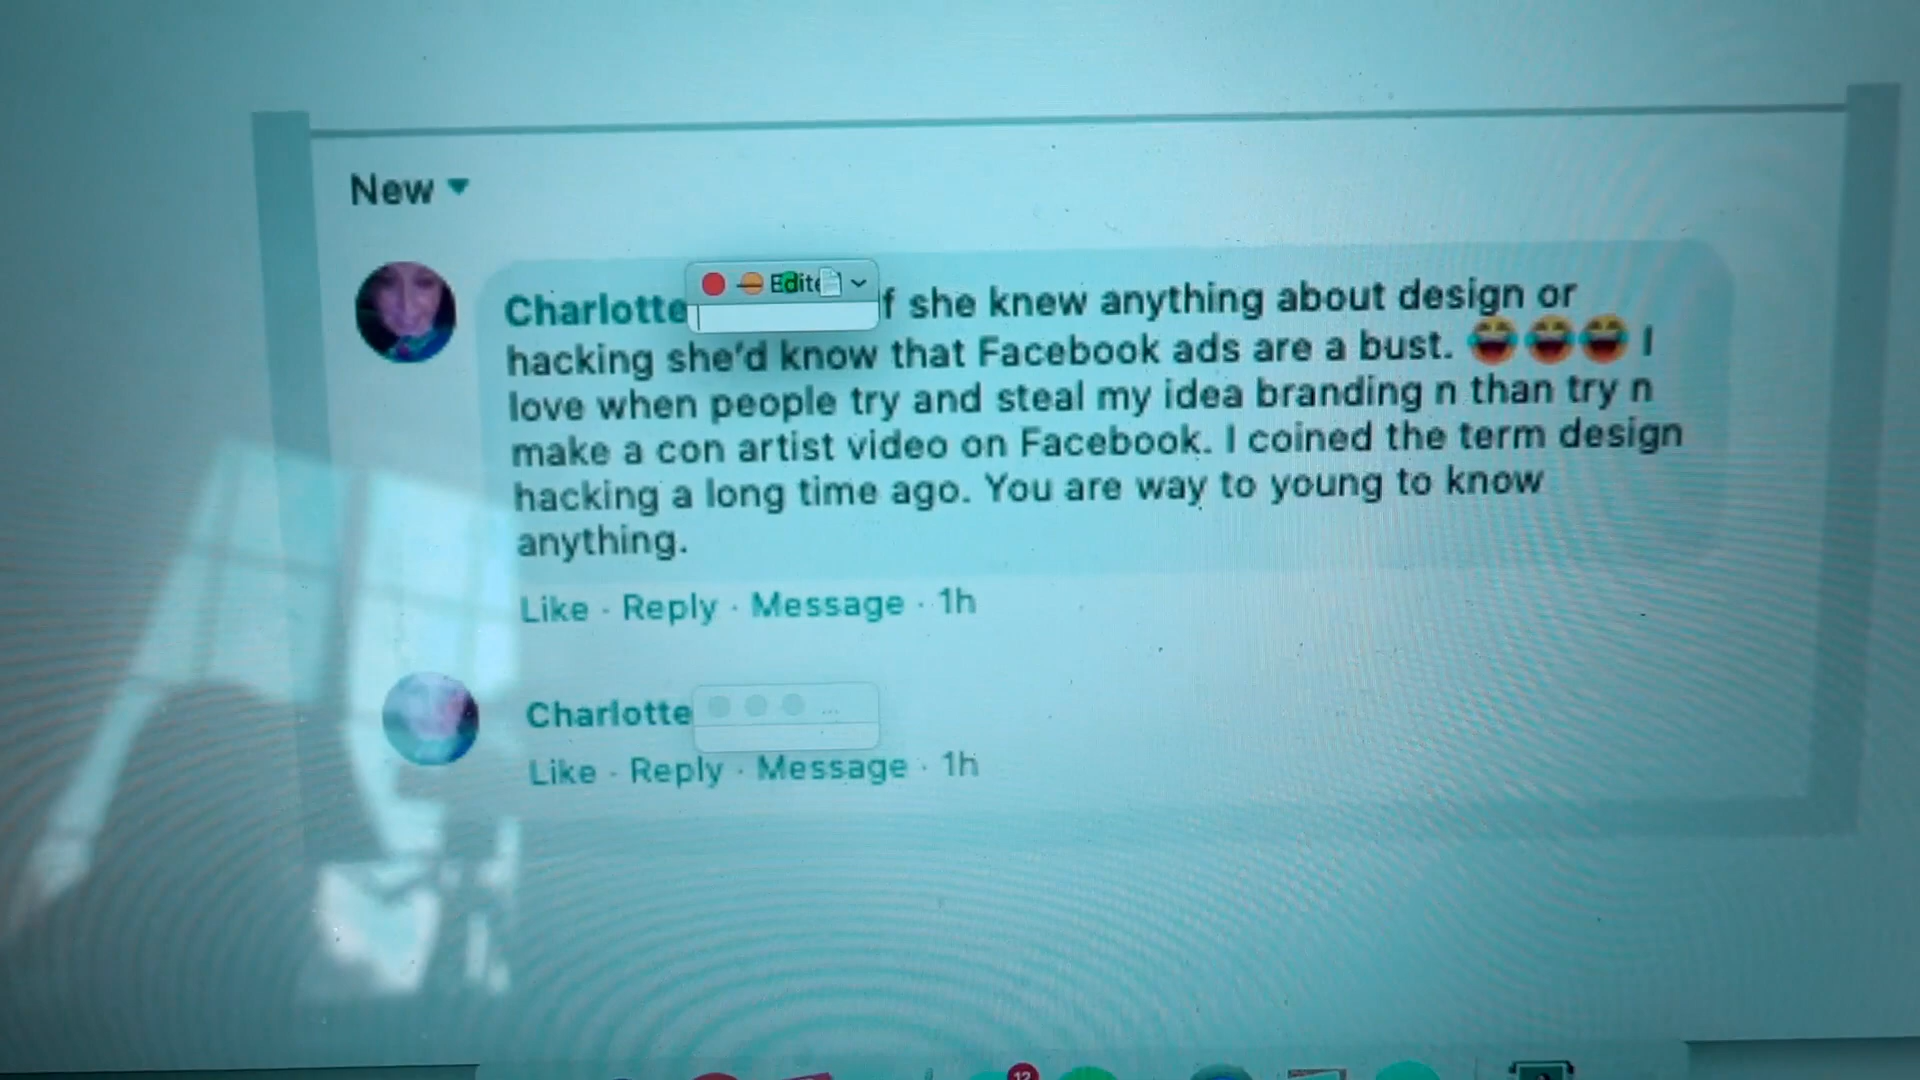 New
Charlotte f she knew anything about design or
hacking she'd know that Facebook ads are a bust. 😂😂😂 I
love when people try and steal my idea branding n than try n
make a con artist video on Facebook. I coined the term design
hacking a long time ago. You are way to young to know
anything.
Like · Reply · Message · 1h
Charlotte
Like · Reply · Message · 1h
12